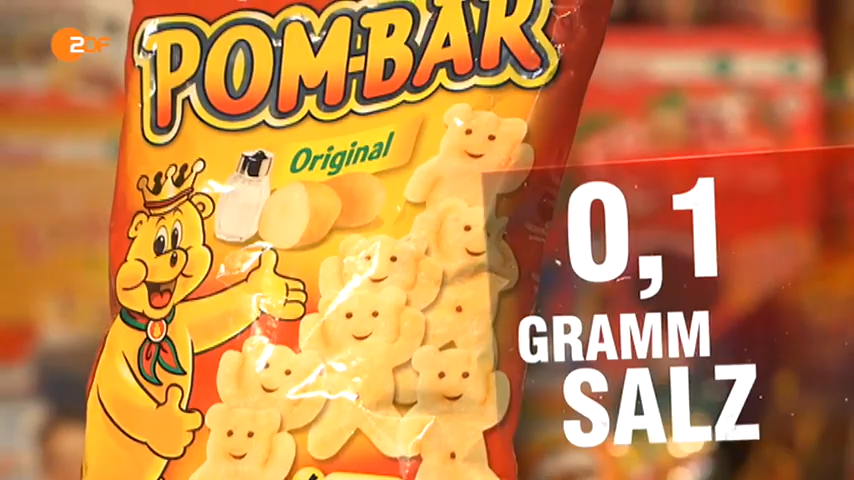 ZDF
POM-BÄR
Original
0,1
GRAMM
SALZ